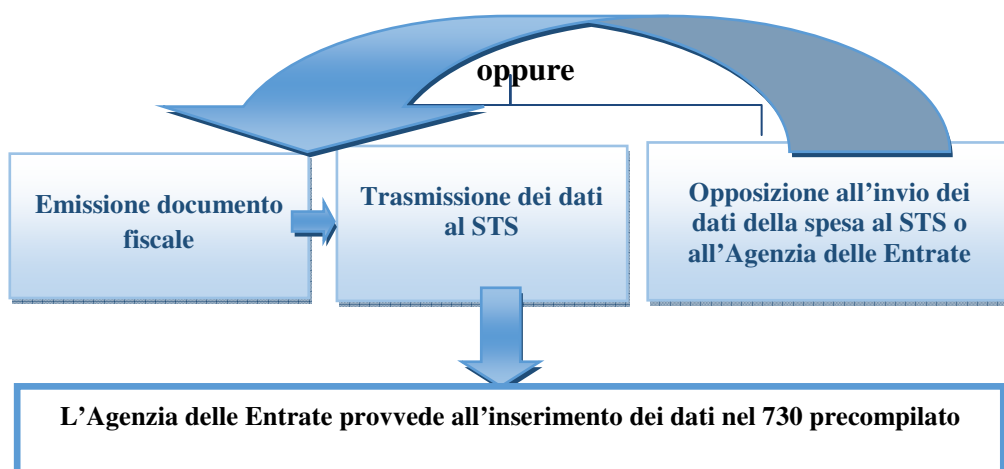 oppure
Emissione documento
fiscale
Trasmissione dei dati
al STS
Opposizione all’invio dei
dati della spesa al STS o
all’Agenzia delle Entrate
L’Agenzia delle Entrate provvede all’inserimento dei dati nel 730 precompilato